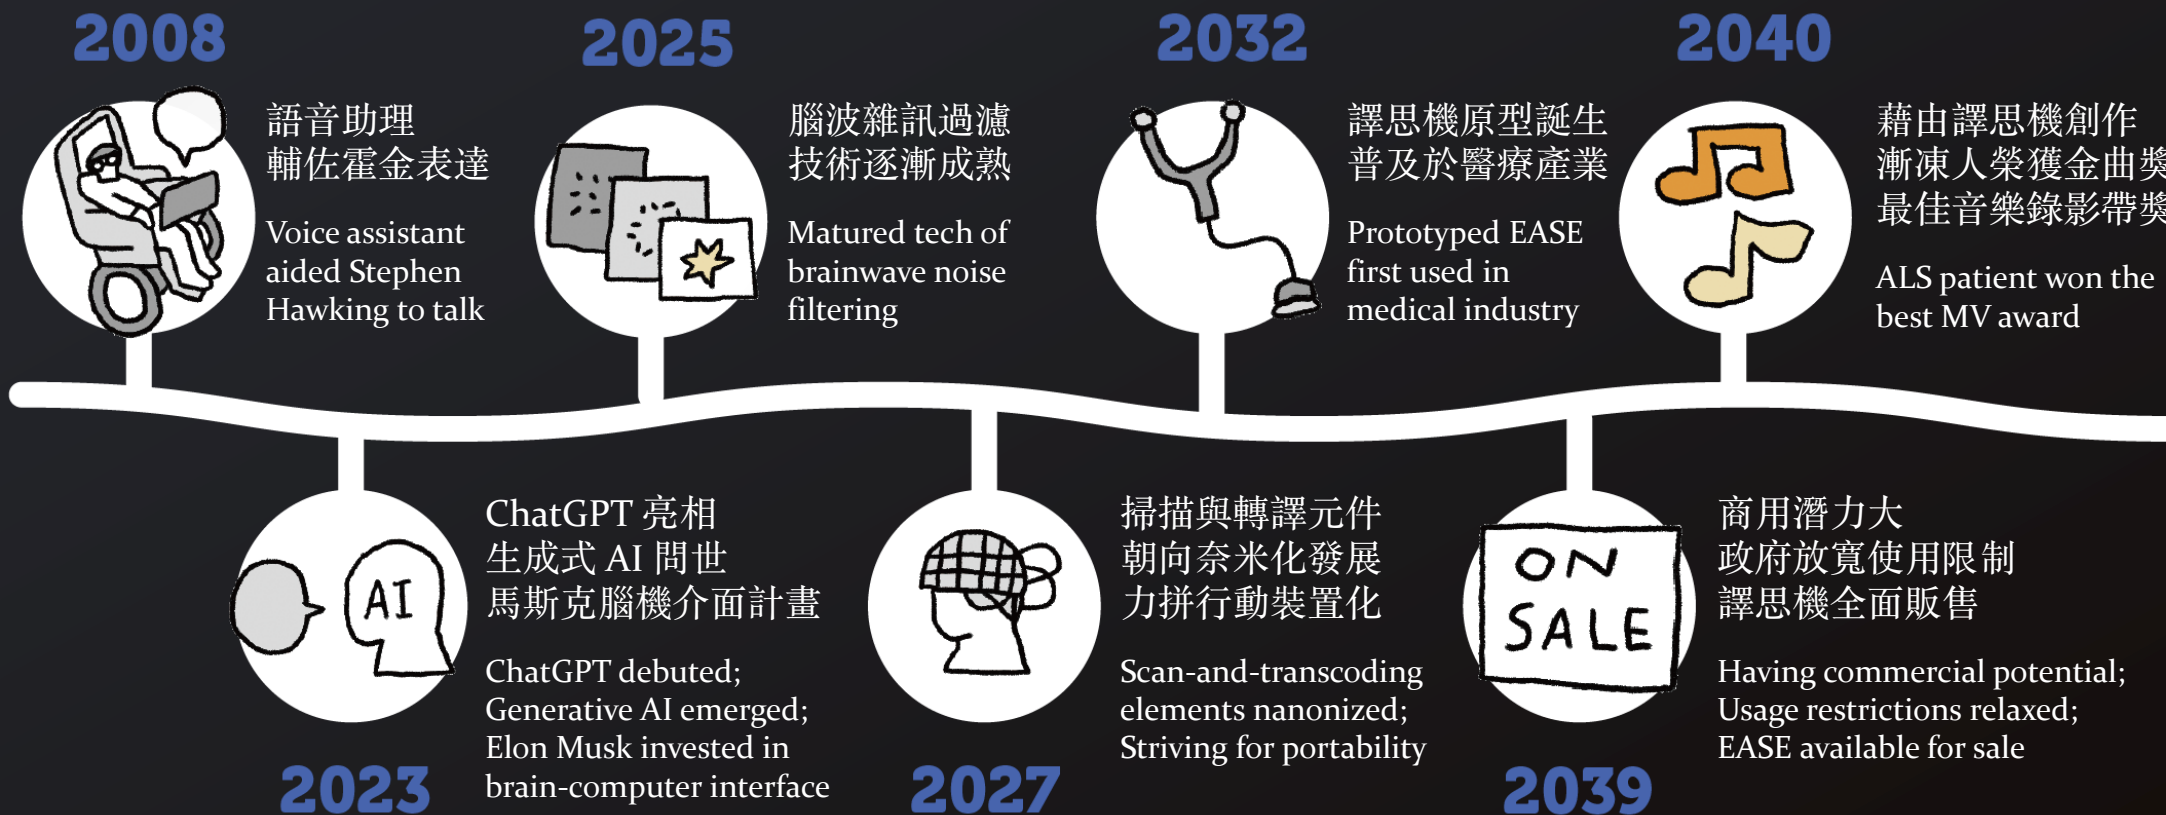 2008
語音助理
輔佐霍金表達
Voice assistant
aided Stephen
Hawking to talk
2023
AI
ChatGPT 亮相
生成式 AI 問世
馬斯克腦機介面計畫
ChatGPT debuted;
Generative AI emerged;
Elon Musk invested in
brain-computer interface
2025
腦波雜訊過濾
技術逐漸成熟
Matured tech of
brainwave noise
filtering
2027
掃描與轉譯元件
朝向奈米化發展
力拼行動裝置化
Scan-and-transcoding
elements nanonized;
Striving for portability
2032
譯思機原型誕生
普及於醫療產業
Prototyped EASE
first used in
medical industry
2039
ON
SALE
商用潛力大
政府放寬使用限制
譯思機全面販售
Having commercial potential;
Usage restrictions relaxed;
EASE available for sale
2040
藉由譯思機創作
漸凍人榮獲金曲獎
最佳音樂錄影帶獎
ALS patient won the
best MV award